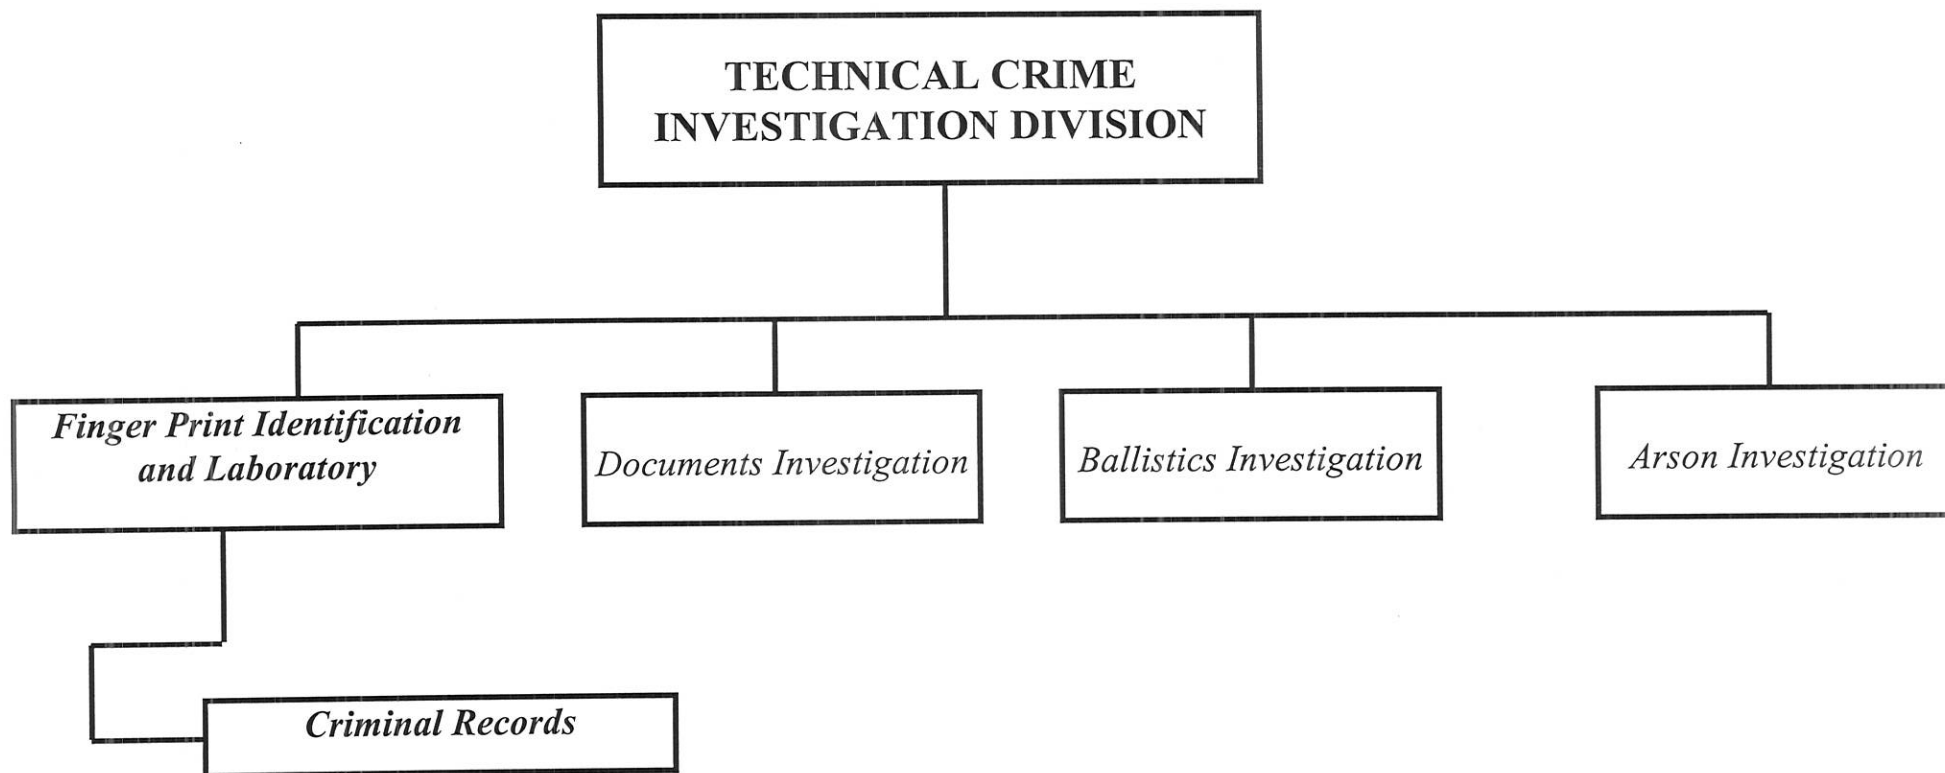 TECHNICAL CRIME
INVESTIGATION DIVISION
Finger Print Identification
and Laboratory
Documents Investigation
Ballistics Investigation
Arson Investigation
Criminal Records